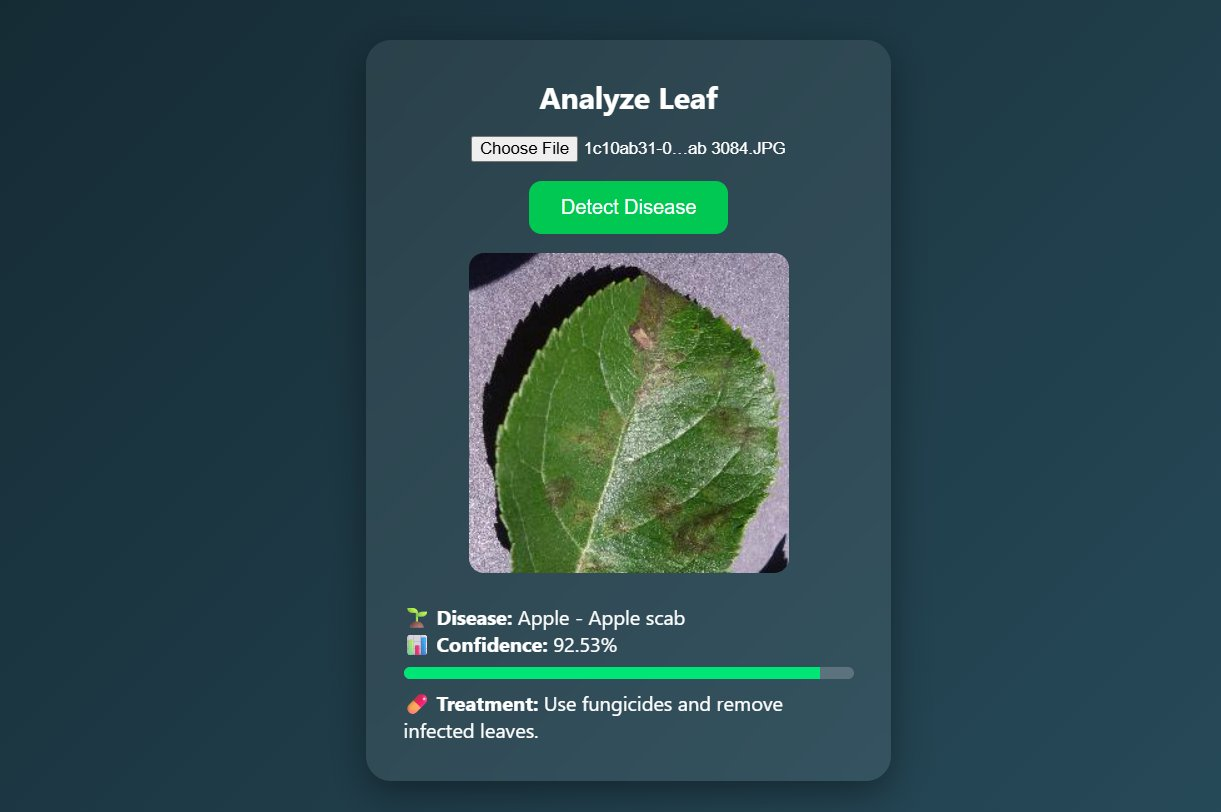 Analyze Leaf
Choose File 1c10ab31-0...ab 3084.JPG
Detect Disease
Disease: Apple - Apple scab
Confidence: 92.53%
Treatment: Use fungicides and remove
infected leaves.